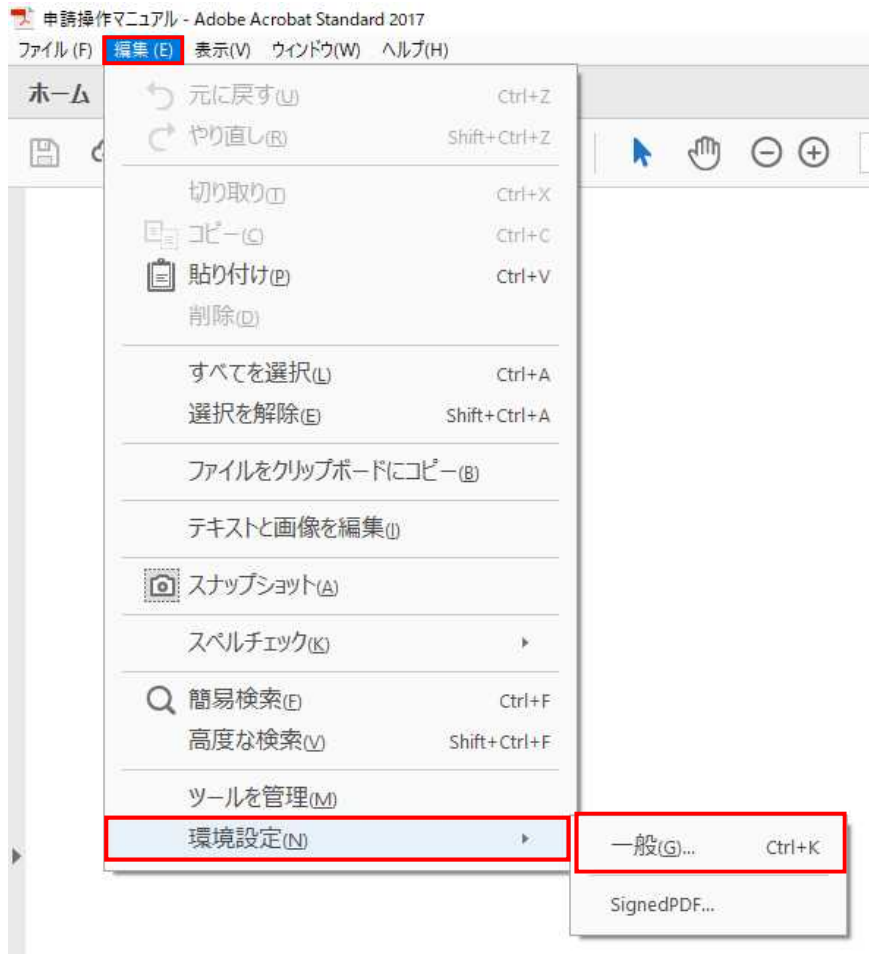 申請操作マニュアル - Adobe Acrobat Standard 2017
ファイル (F) 編集 (E) 表示(V) ウィンドウ(W) ヘルプ(H)
ホーム
元に戻す(U) Ctrl+Z
やり直し(R) Shift+Ctrl+Z
切り取り(T) Ctrl+X
コピー(C) Ctrl+C
貼り付け(P) Ctrl+V
削除(D)
すべてを選択(L) Ctrl+A
選択を解除(E) Shift+Ctrl+A
ファイルをクリップボードにコピー(B)
テキストと画像を編集(I)
スナップショット(A)
スペルチェック(K)
簡易検索(F) Ctrl+F
高度な検索(V) Shift+Ctrl+F
ツールを管理(M)
環境設定(N)
一般(G)... Ctrl+K
SignedPDF...